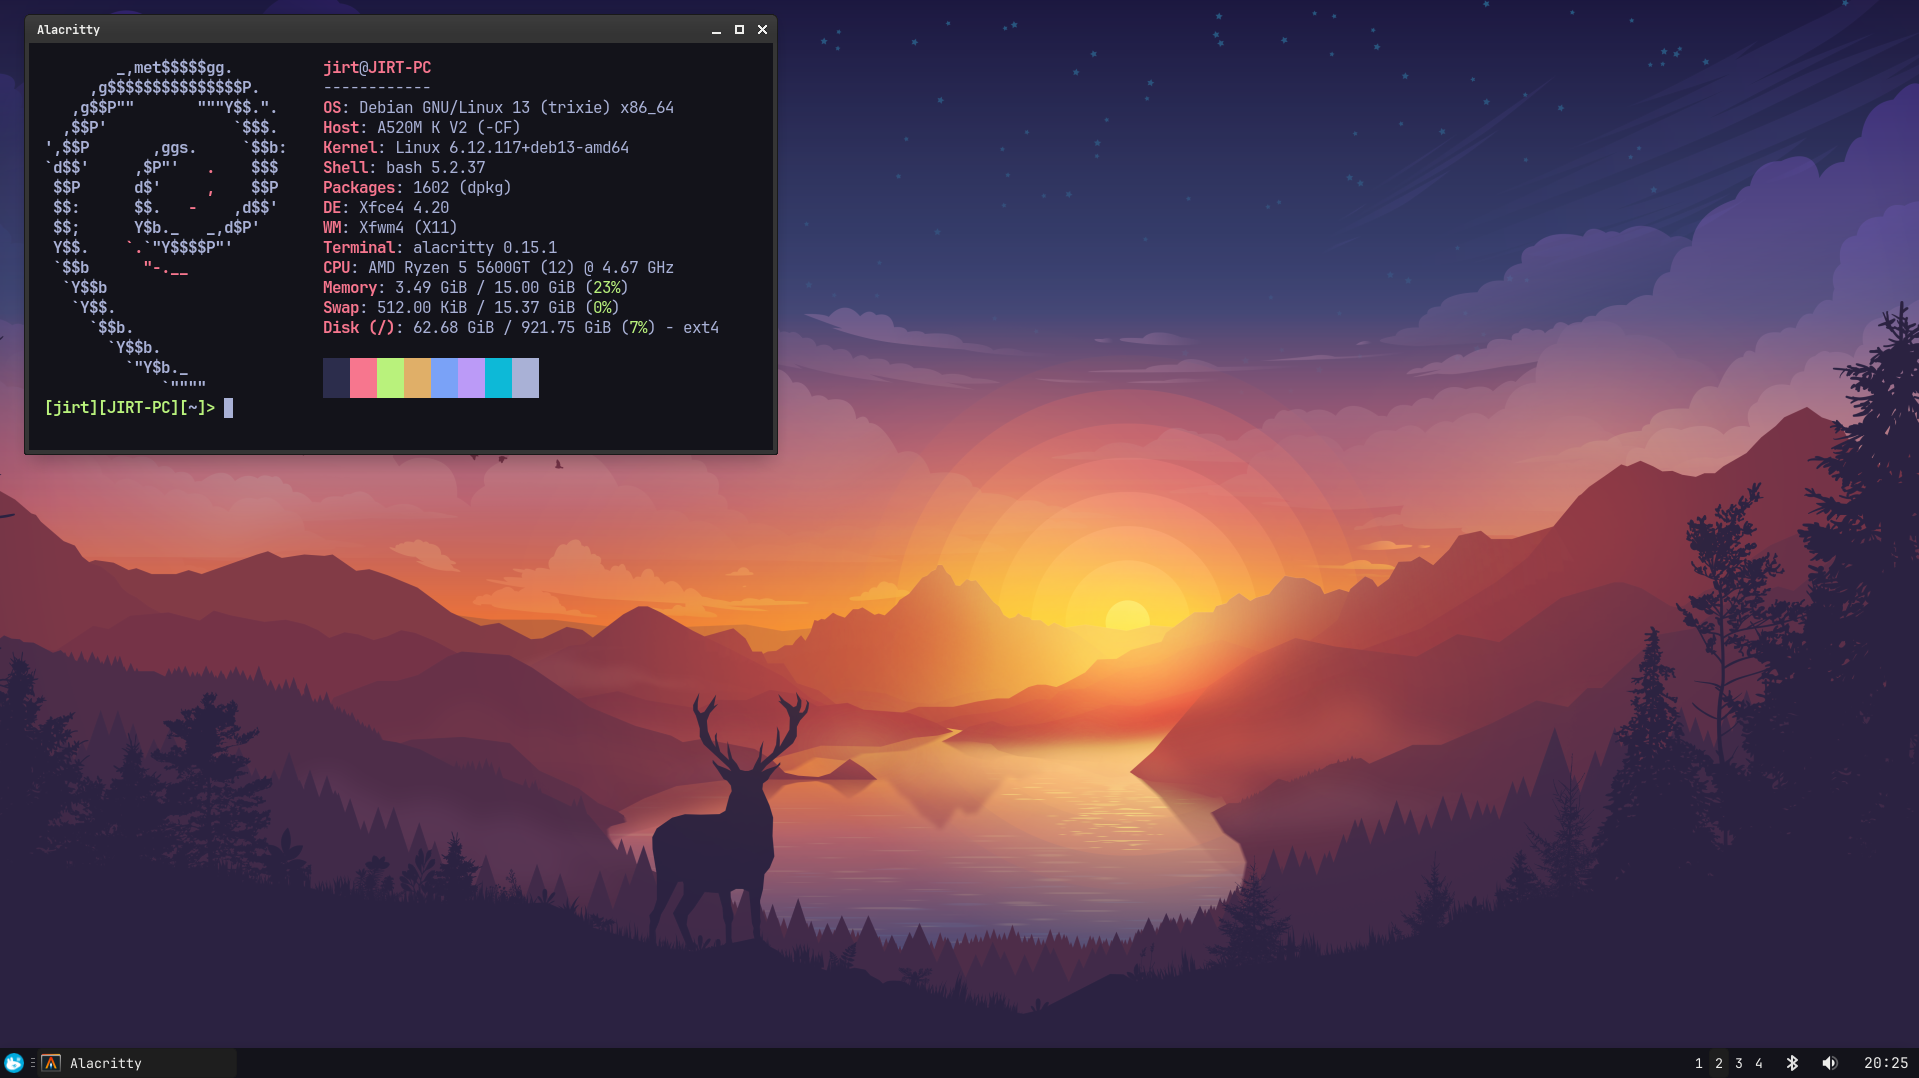 Alacritty
         _,met$$$$$gg.          jirt@JIRT-PC
      ,g$$$$$$$$$$$$$$$P.       ------------
    ,g$$P""       """Y$$.".     OS: Debian GNU/Linux 13 (trixie) x86_64
   ,$$P'              `$$$.     Host: A520M K V2 (-CF)
 ',$$P       ,ggs.     `$$b:    Kernel: Linux 6.12.117+deb13-amd64
 `d$$'     ,$P"'   .    $$$     Shell: bash 5.2.37
  $$P      d$'     ,    $$P     Packages: 1602 (dpkg)
  $$:      $$.   -    ,d$$'     DE: Xfce4 4.20
  $$;      Y$b._   _,d$P'       WM: Xfwm4 (X11)
  Y$$.    `.`"Y$$$$P"'          Terminal: alacritty 0.15.1
  `$$b      "-.__               CPU: AMD Ryzen 5 5600GT (12) @ 4.67 GHz
   `Y$$b                        Memory: 3.49 GiB / 15.00 GiB (23%)
    `Y$$.                       Swap: 512.00 KiB / 15.37 GiB (0%)
      `$$b.                     Disk (/): 62.68 GiB / 921.75 GiB (7%) - ext4
        `Y$$b.
          `"Y$b._
              `""""
[jirt][JIRT-PC][~]>
Alacritty
1 2 3 4
20:25